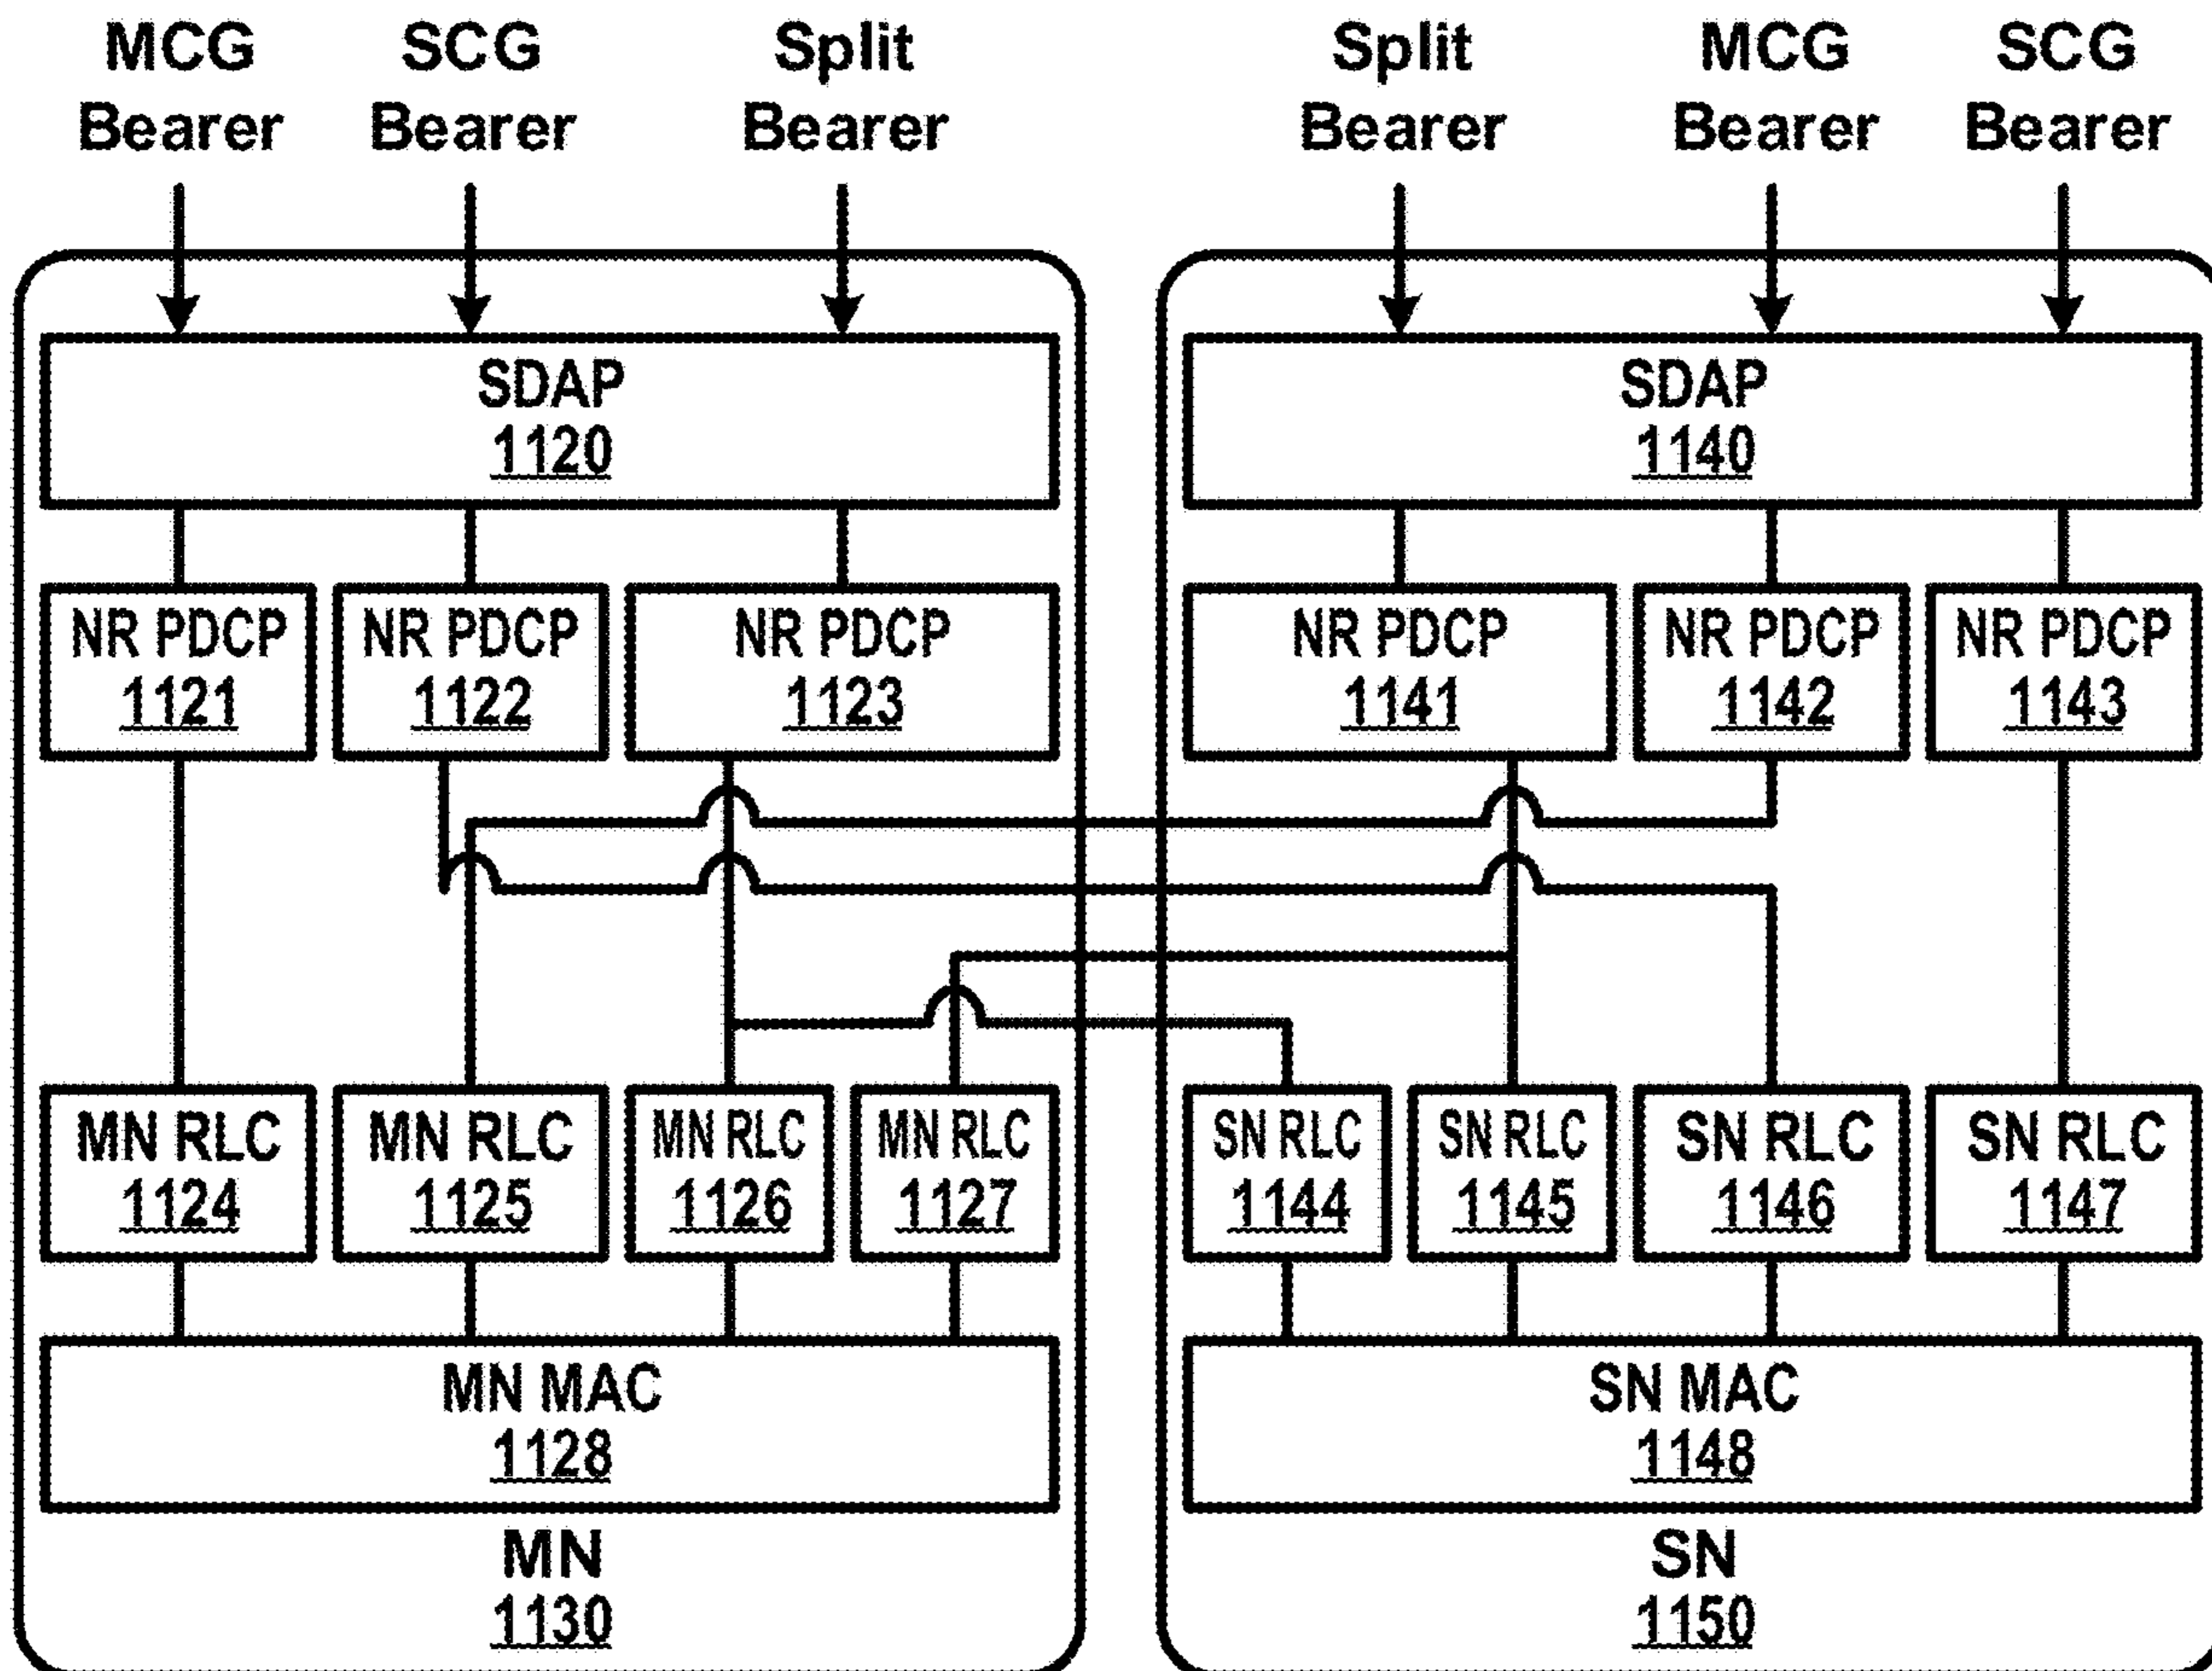 MCG Bearer
SCG Bearer
Split Bearer
Split Bearer
MCG Bearer
SCG Bearer
SDAP
1120
SDAP
1140
NR PDCP
1121
NR PDCP
1122
NR PDCP
1123
NR PDCP
1141
NR PDCP
1142
NR PDCP
1143
MN RLC
1124
MN RLC
1125
MN RLC
1126
MN RLC
1127
SN RLC
1144
SN RLC
1145
SN RLC
1146
SN RLC
1147
MN MAC
1128
SN MAC
1148
MN
1130
SN
1150